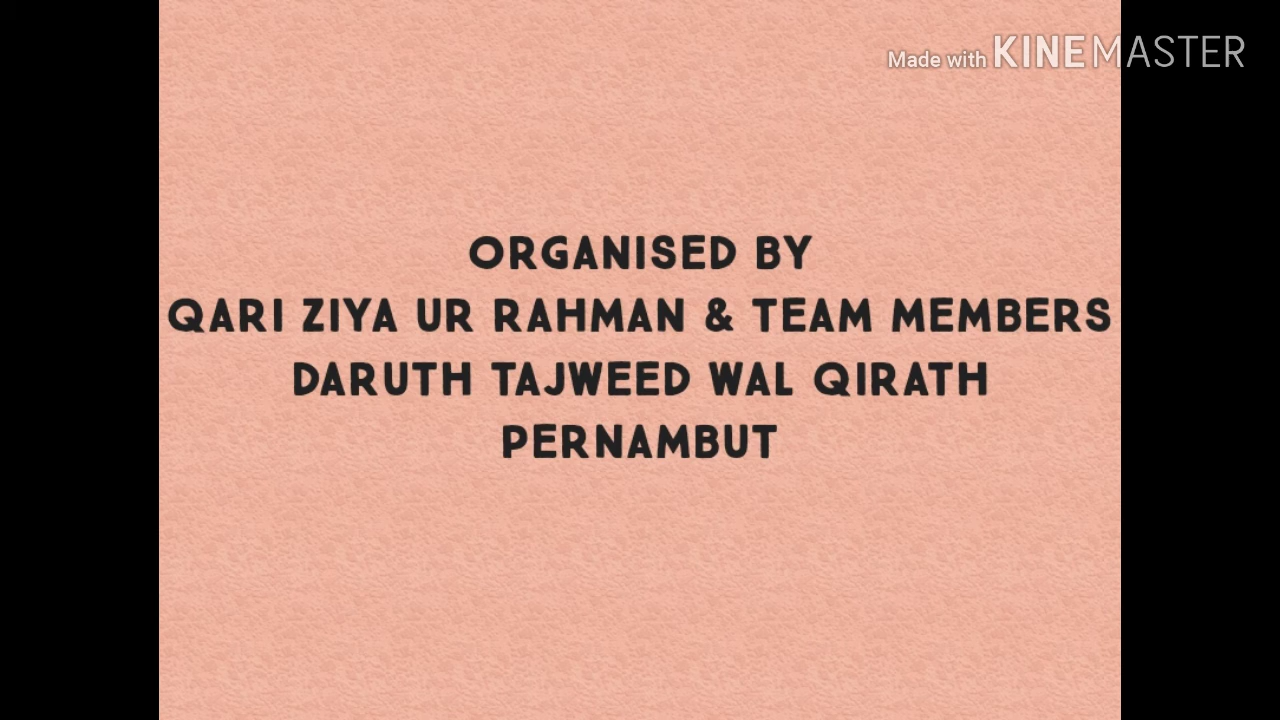 Made with KINEMASTER
ORGANISED BY
QARI ZIYA UR RAHMAN & TEAM MEMBERS
DARUTH TAJWEED WAL QIRATH
PERNAMBUT